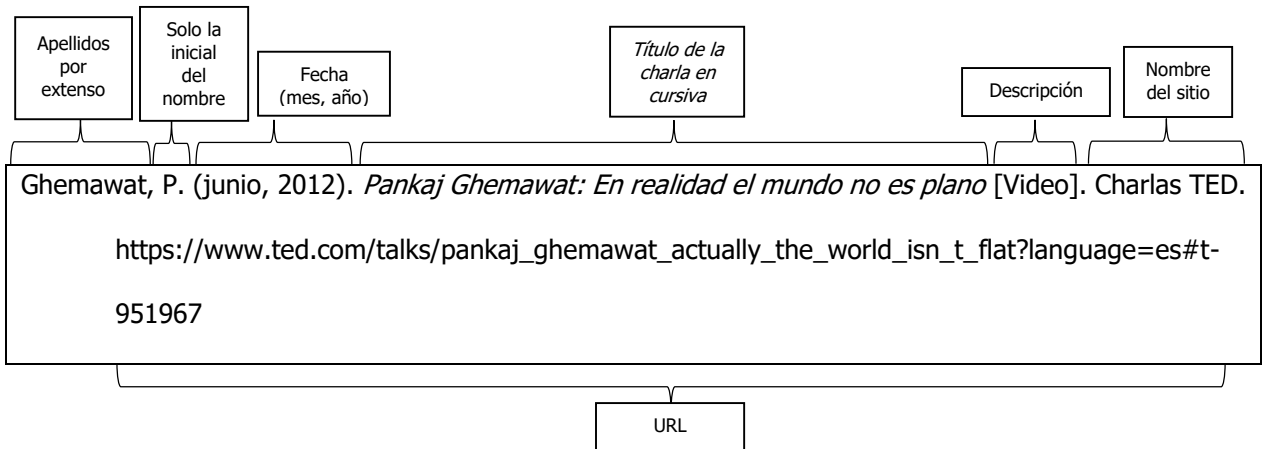 Apellidos
por
extenso
Solo la
inicial
del
nombre
Fecha
(mes, año)
Título de la
charla en
cursiva
Descripción
Nombre
del sitio
Ghemawat, P. (junio, 2012). Pankaj Ghemawat: En realidad el mundo no es plano [Video]. Charlas TED.
https://www.ted.com/talks/pankaj_ghemawat_actually_the_world_isn_t_flat?language=es#t-
951967
URL